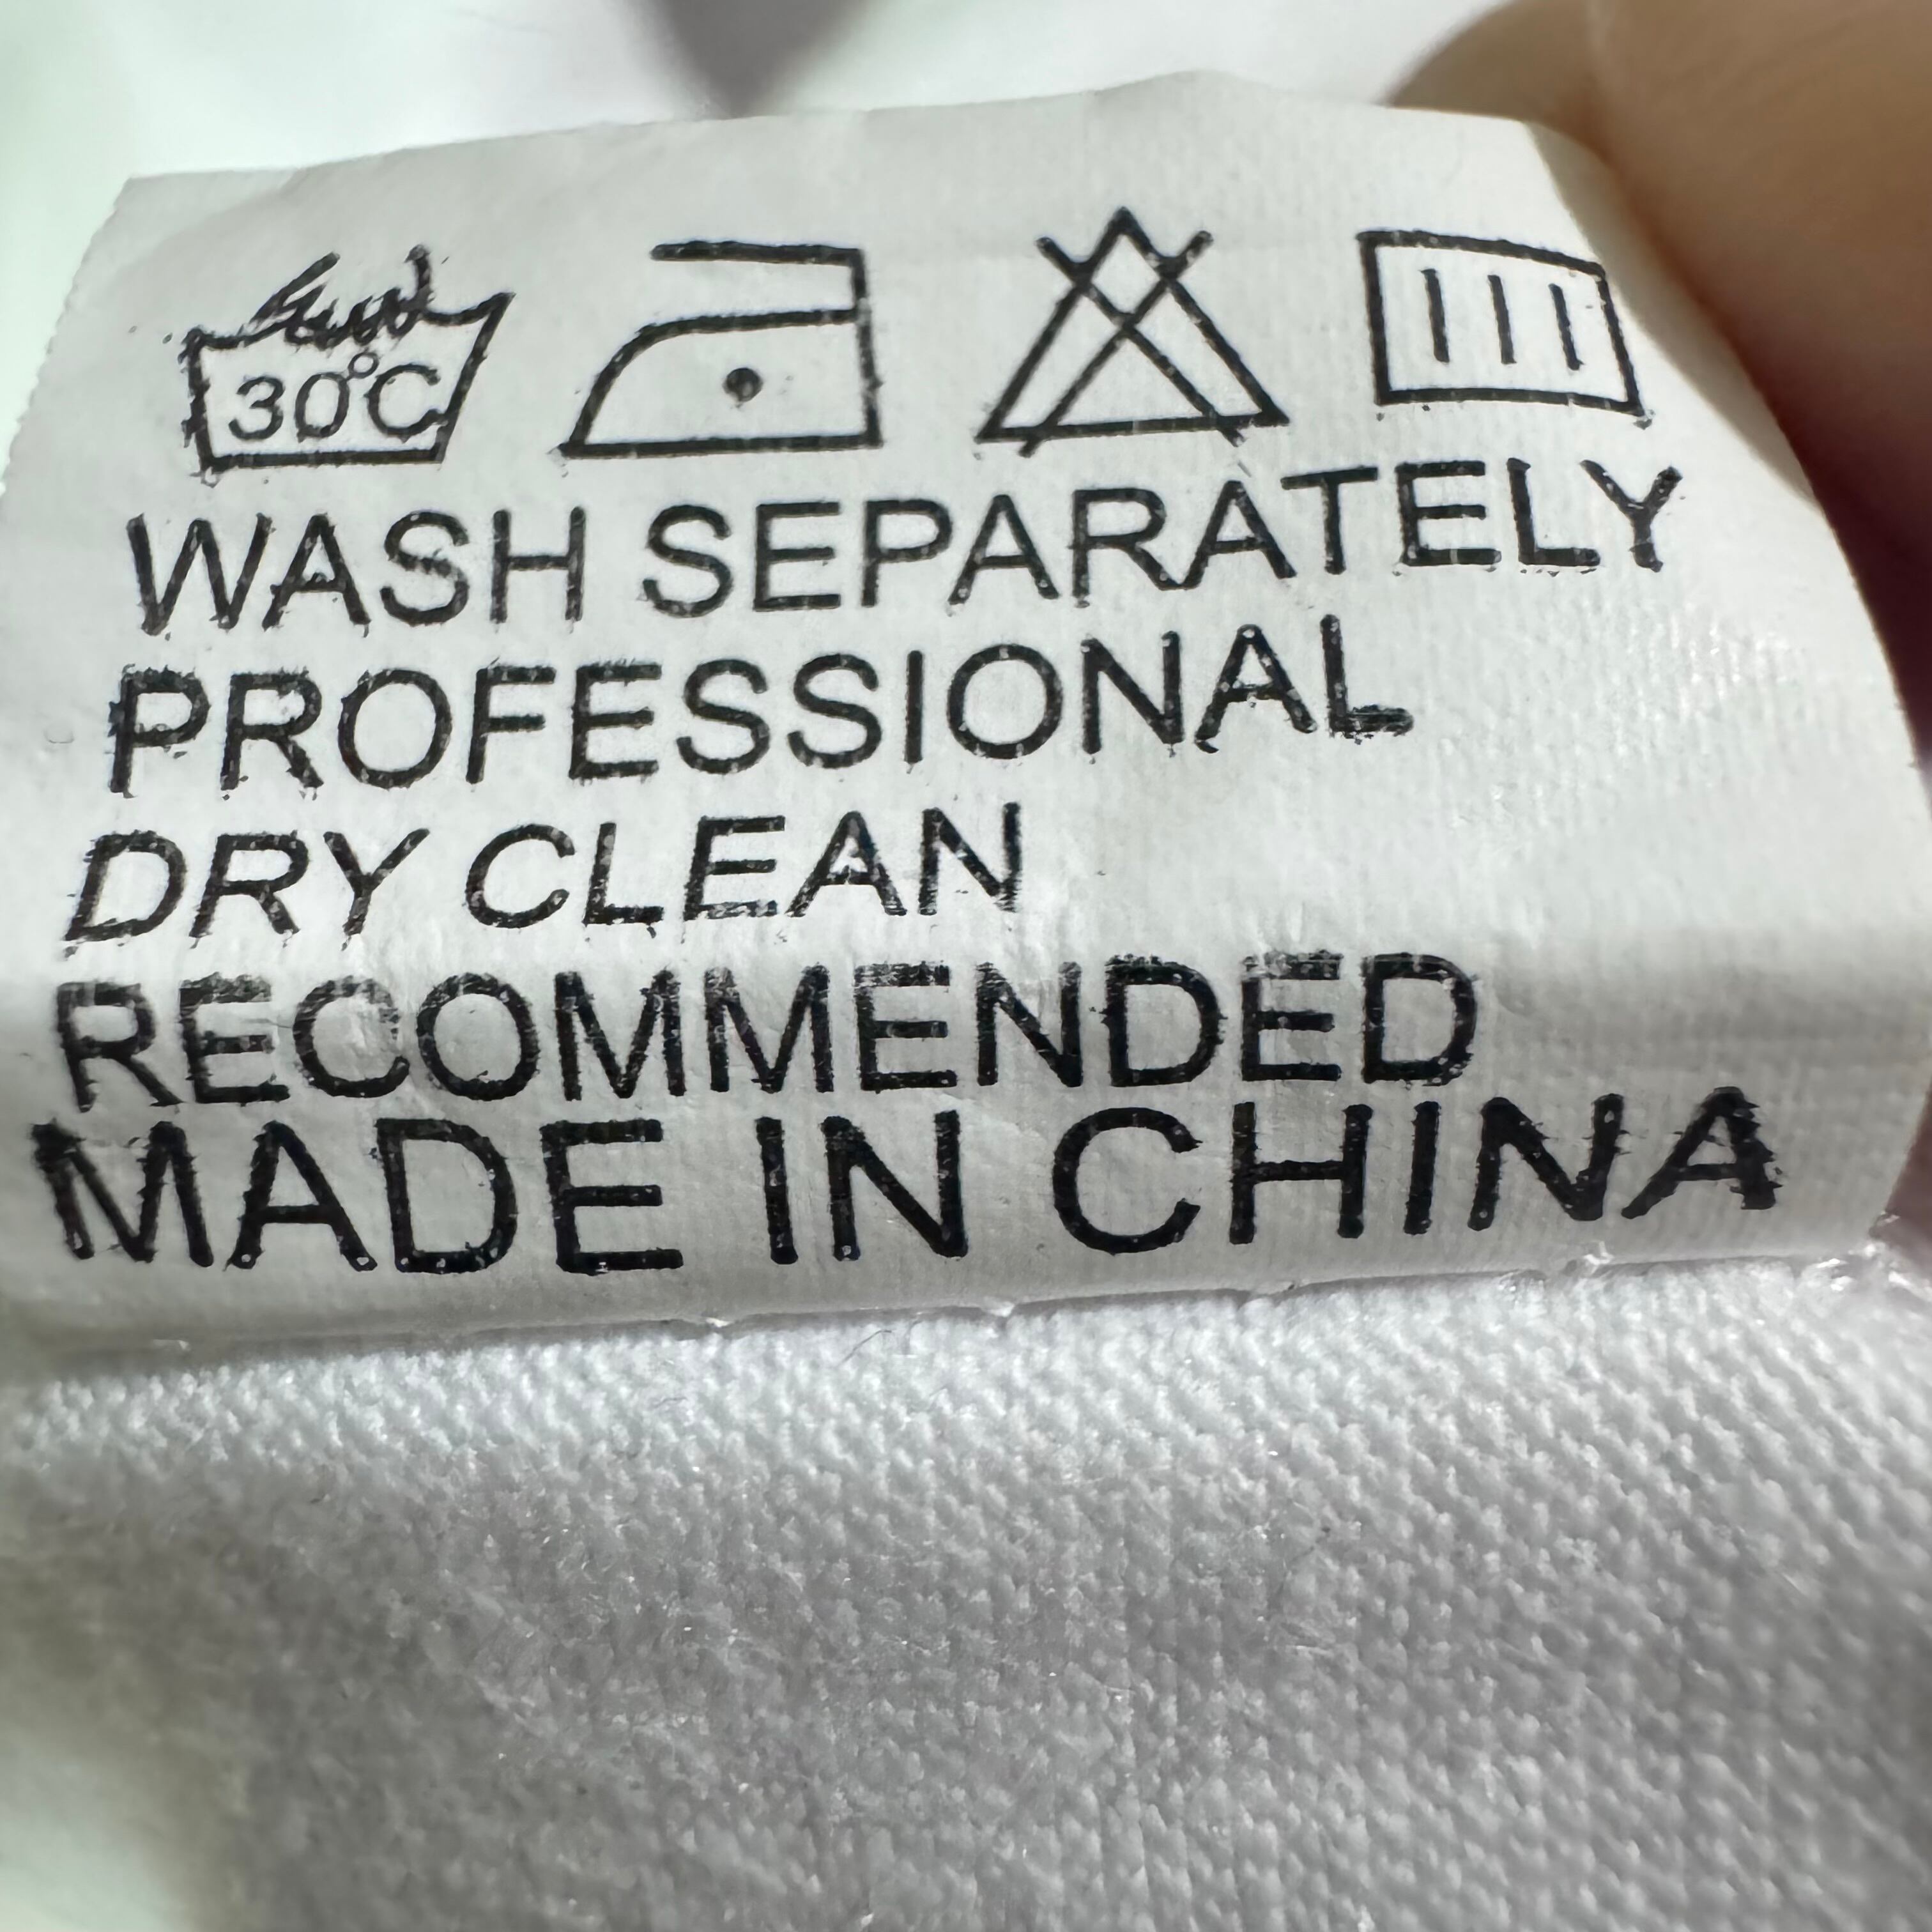 30°C
WASH SEPARATELY
PROFESSIONAL
DRY CLEAN
RECOMMENDED
MADE IN CHINA